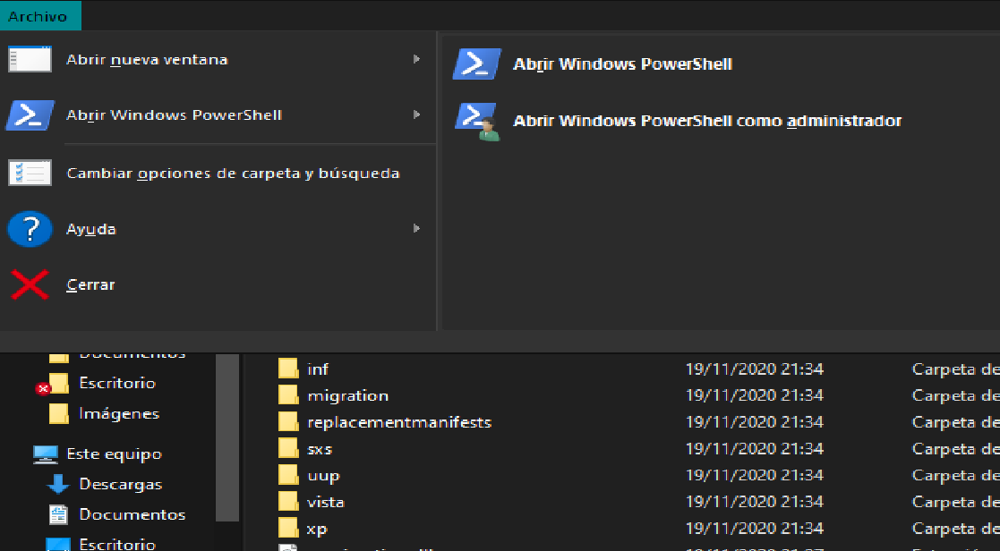 Archivo
Abrir nueva ventana
Abrir Windows PowerShell
Cambiar opciones de carpeta y búsqueda
Ayuda
Cerrar
Abrir Windows PowerShell
Abrir Windows PowerShell como administrador
Documentos
Escritorio
Imágenes
Este equipo
Descargas
Documentos
Escritorio
inf 19/11/2020 21:34 Carpeta de
migration 19/11/2020 21:34 Carpeta de
replacementmanifests 19/11/2020 21:34 Carpeta de
sxs 19/11/2020 21:34 Carpeta de
uup 19/11/2020 21:34 Carpeta de
vista 19/11/2020 21:34 Carpeta de
xp 19/11/2020 21:34 Carpeta de